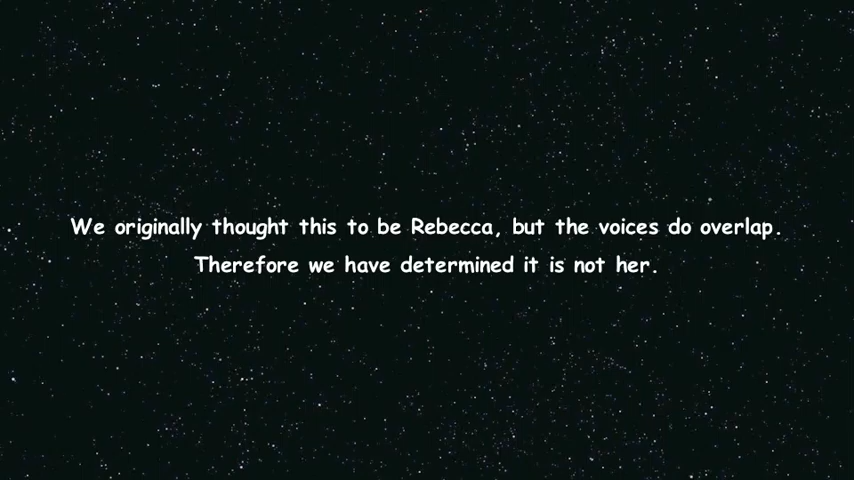 We originally thought this to be Rebecca, but the voices do overlap.
Therefore we have determined it is not her.